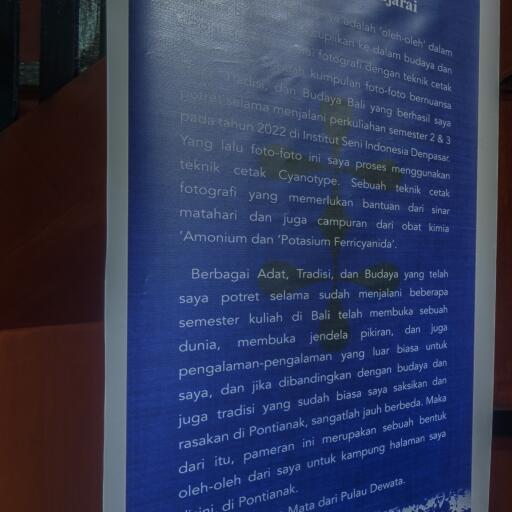 jarai
adalah 'oleh-oleh' dalam
cuplikan ke dalam budaya dan
fotografi dengan teknik cetak
kumpulan foto-foto bernuansa
Tradisi, dan Budaya Bali yang berhasil saya
potret selama menjalani perkuliahan semester 2 & 3
pada tahun 2022 di Institut Seni Indonesia Denpasar.
Yang lalu foto-foto ini saya proses menggunakan
teknik cetak Cyanotype. Sebuah teknik cetak
fotografi yang memerlukan bantuan dari sinar
matahari dan juga campuran dari obat kimia
'Amonium dan 'Potasium Ferricyanida'.
Berbagai Adat, Tradisi, dan Budaya yang telah
saya potret selama sudah menjalani beberapa
semester kuliah di Bali telah membuka sebuah
dunia, membuka jendela pikiran, dan juga
pengalaman-pengalaman yang luar biasa untuk
saya, dan jika dibandingkan dengan budaya dan
juga tradisi yang sudah biasa saya saksikan dan
rasakan di Pontianak, sangatlah jauh berbeda. Maka
dari itu, pameran ini merupakan sebuah bentuk
oleh-oleh dari saya untuk kampung halaman saya
di Pontianak.
Mata dari Pulau Dewata.